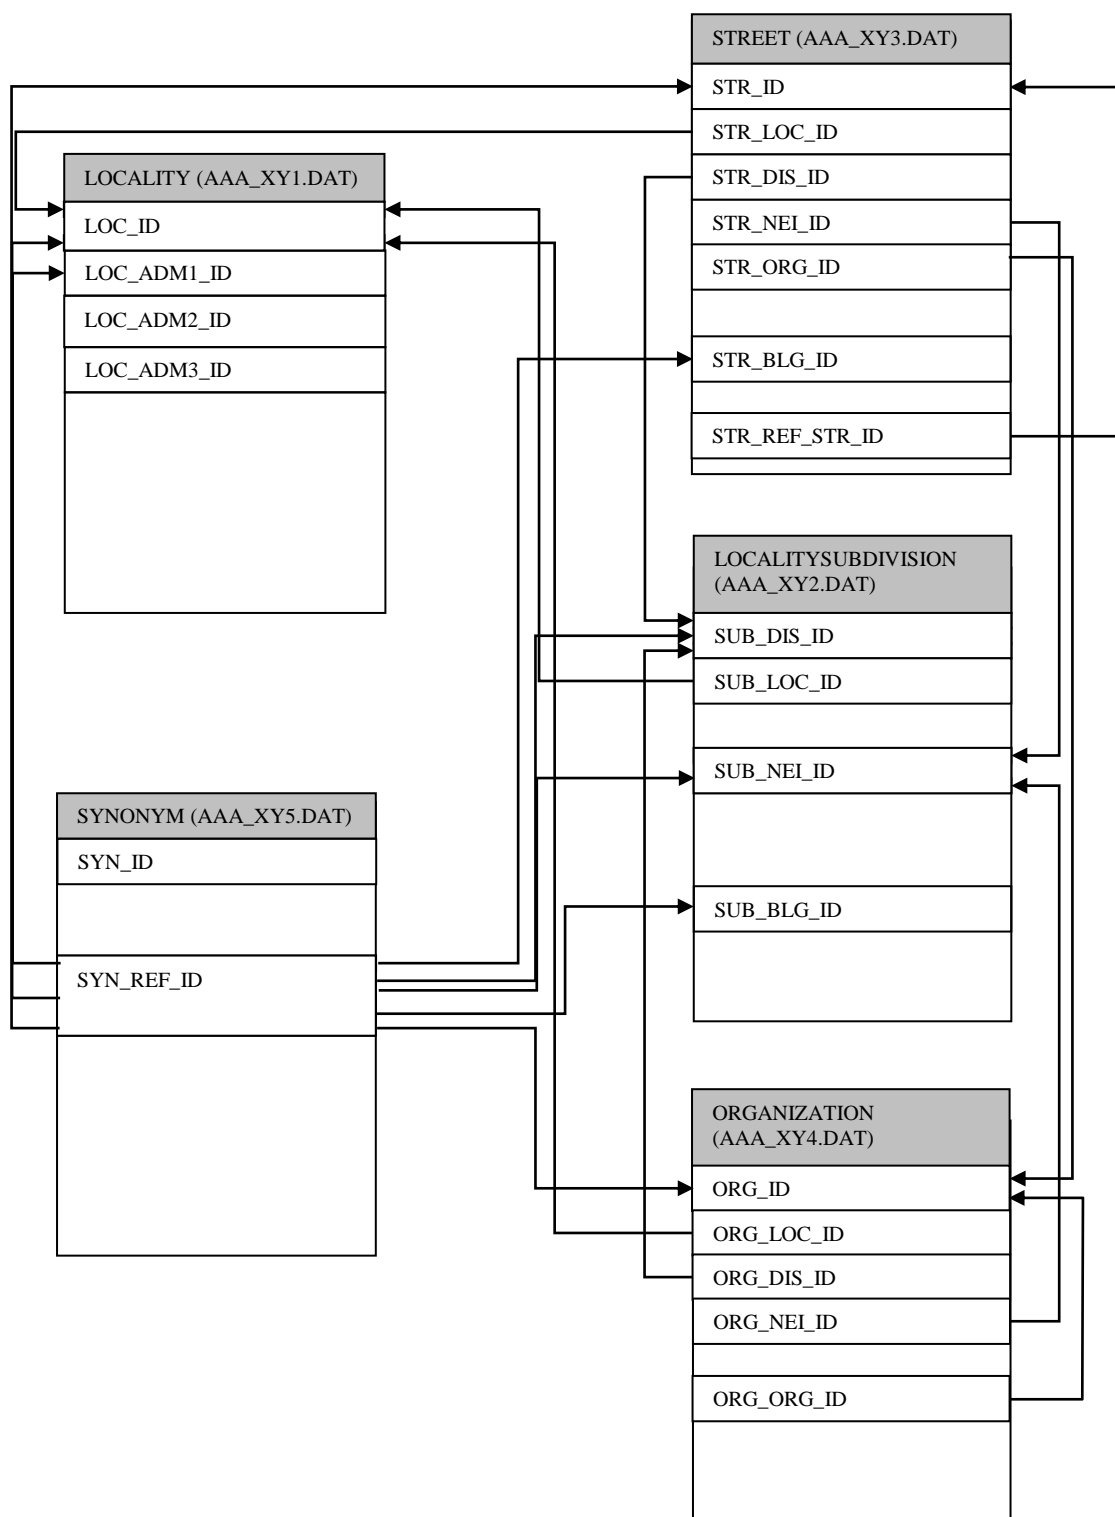 STREET (AAA_XY3.DAT)
STR_ID
STR_LOC_ID
STR_DIS_ID
STR_NEI_ID
STR_ORG_ID
STR_BLG_ID
STR_REF_STR_ID
LOCALITY (AAA_XY1.DAT)
LOC_ID
LOC_ADM1_ID
LOC_ADM2_ID
LOC_ADM3_ID
LOCALITYSUBDIVISION
(AAA_XY2.DAT)
SUB_DIS_ID
SUB_LOC_ID
SUB_NEI_ID
SUB_BLG_ID
SYNONYM (AAA_XY5.DAT)
SYN_ID
SYN_REF_ID
ORGANIZATION
(AAA_XY4.DAT)
ORG_ID
ORG_LOC_ID
ORG_DIS_ID
ORG_NEI_ID
ORG_ORG_ID